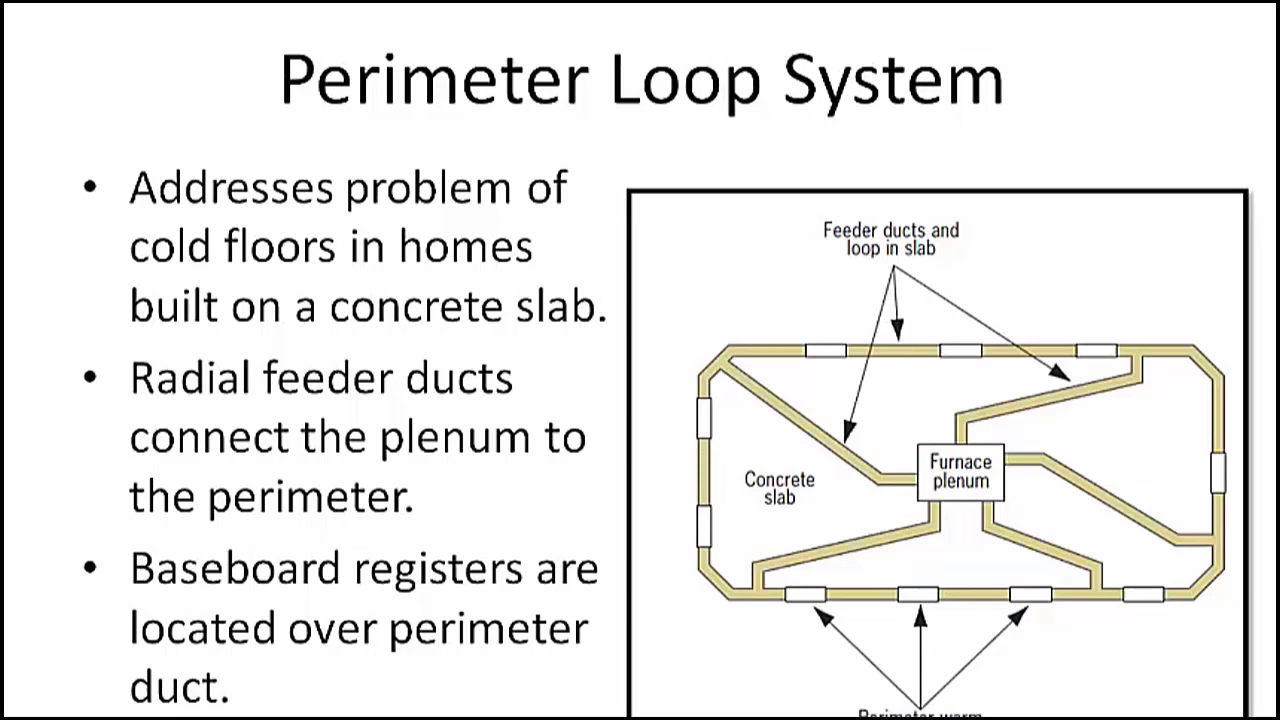 Perimeter Loop System
• Addresses problem of
cold floors in homes
built on a concrete slab.
• Radial feeder ducts
connect the plenum to
the perimeter.
• Baseboard registers are
located over perimeter
duct.
Feeder ducts and
loop in slab
Furnace
plenum
Concrete
slab
Perimeter warm